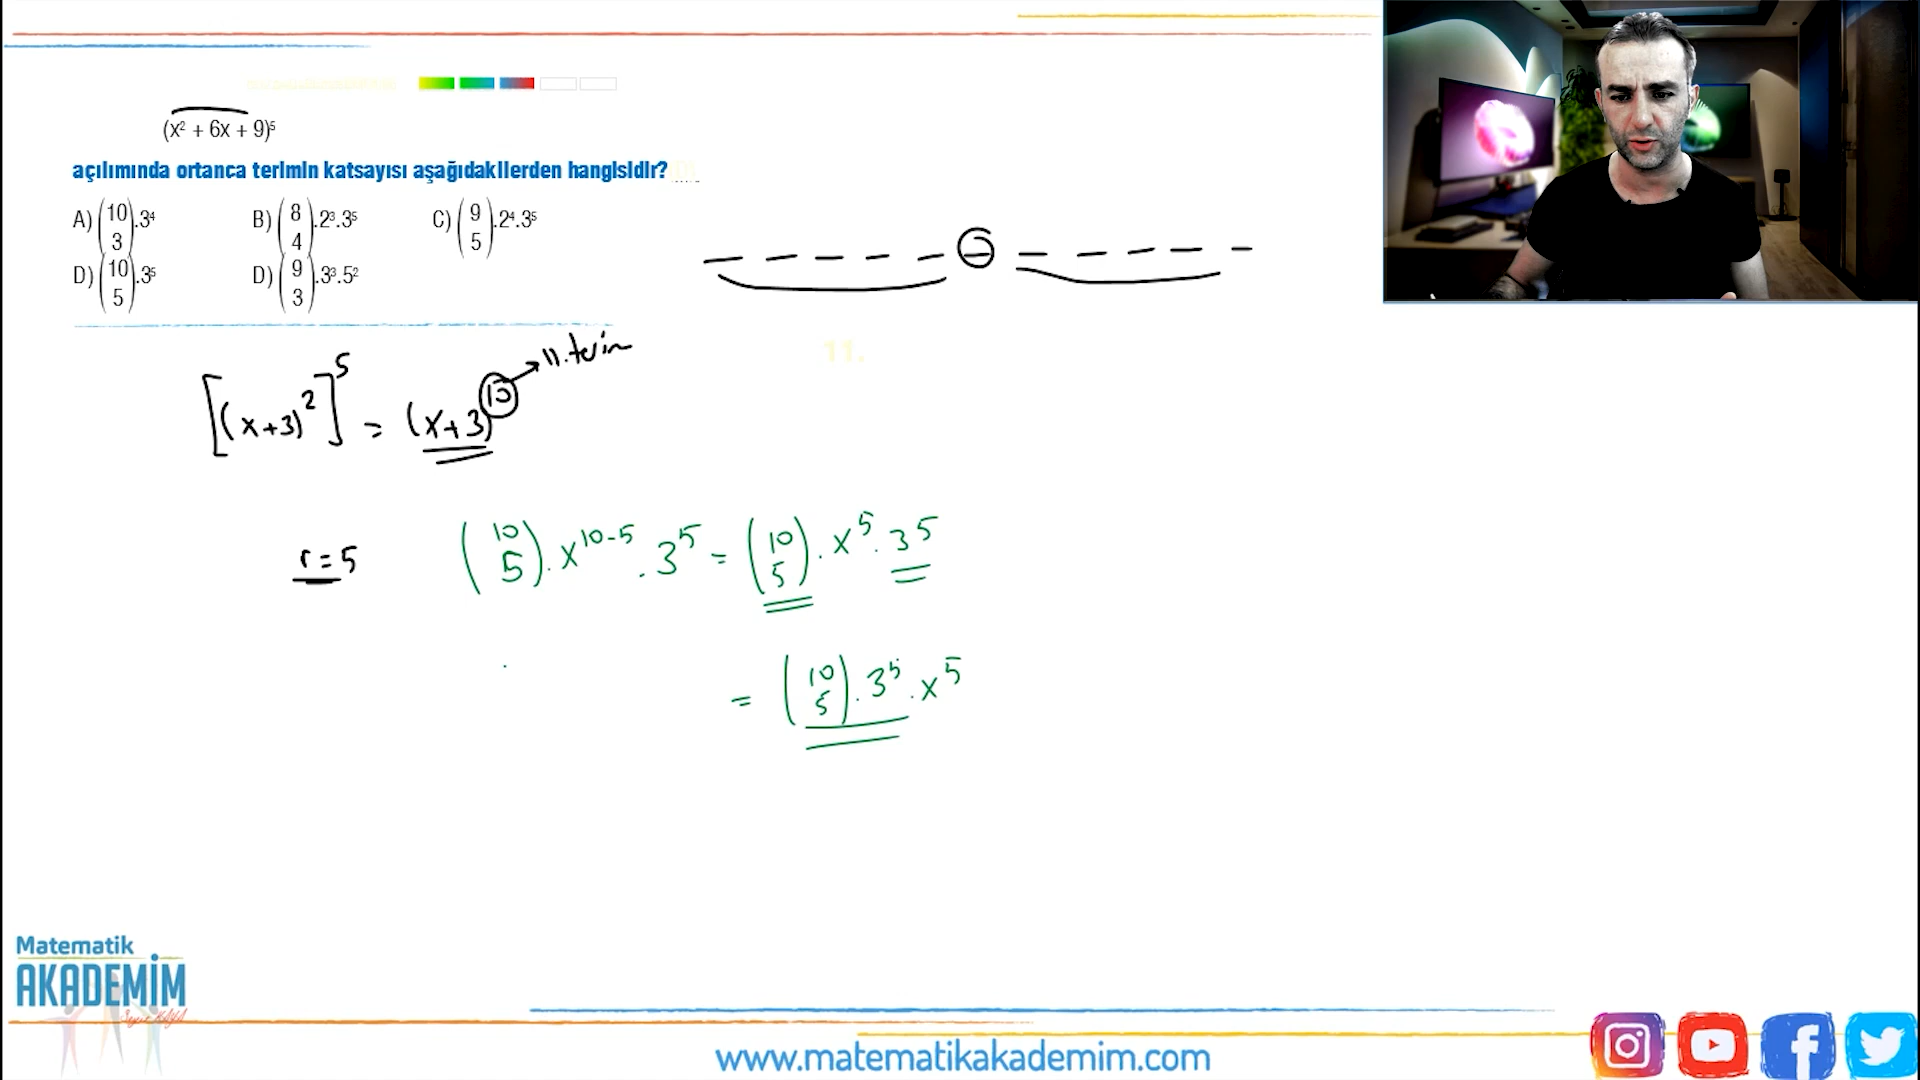 (x² + 6x + 9)⁵
açılımında ortanca terimin katsayısı aşağıdakilerden hangisidir?
A) (10 3).3⁴ B) (8 4).2³.3⁵ C) (9 5).2⁴.3⁵
D) (10 5).3⁵ D) (9 3).3³.5²
[(x+3)²]⁵ = (x+3)¹⁰ → 11.terim
11.
r=5 (10 5).x¹⁰⁻⁵.3⁵ = (10 5).x⁵.3⁵
= (10 5).3⁵.x⁵
Matematik
AKADEMİM
www.matematikakademim.com